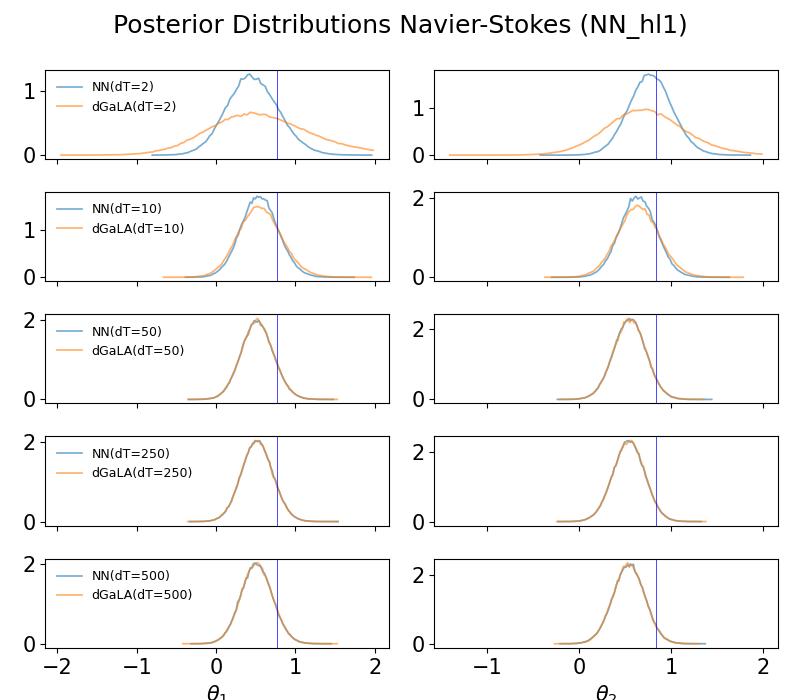 Posterior Distributions Navier-Stokes (NN_hl1)
1
0
NN(dT=2)
dGaLA(dT=2)
1
0
1
0
NN(dT=10)
dGaLA(dT=10)
2
0
2
0
NN(dT=50)
dGaLA(dT=50)
2
0
2
0
NN(dT=250)
dGaLA(dT=250)
2
0
2
0
NN(dT=500)
dGaLA(dT=500)
2
0
−2 −1 0 1 2
−1 0 1 2
θ1
θ2